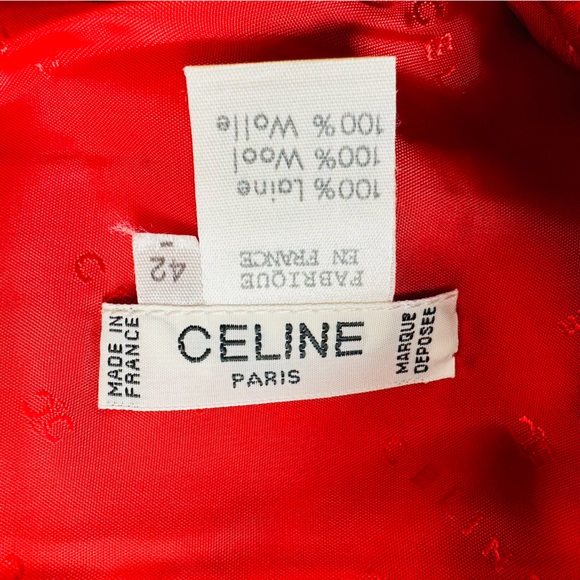 100% Wolle
100% Wool
100% Laine
FABRIQUE
EN FRANCE
42
MADE IN
FRANCE
CELINE
PARIS
MARQUE
DEPOSEE